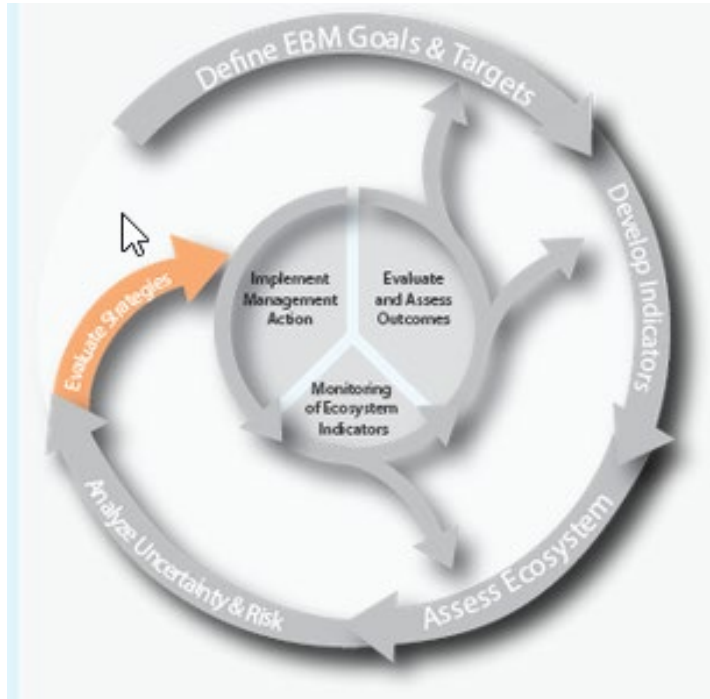 Define EBM Goals & Targets
Develop Indicators
Assess Ecosystem
Analyze Uncertainty & Risk
Evaluate Strategies
Implement
Management
Action
Evaluate
and Assess
Outcomes
Monitoring
of Ecosystem
Indicators